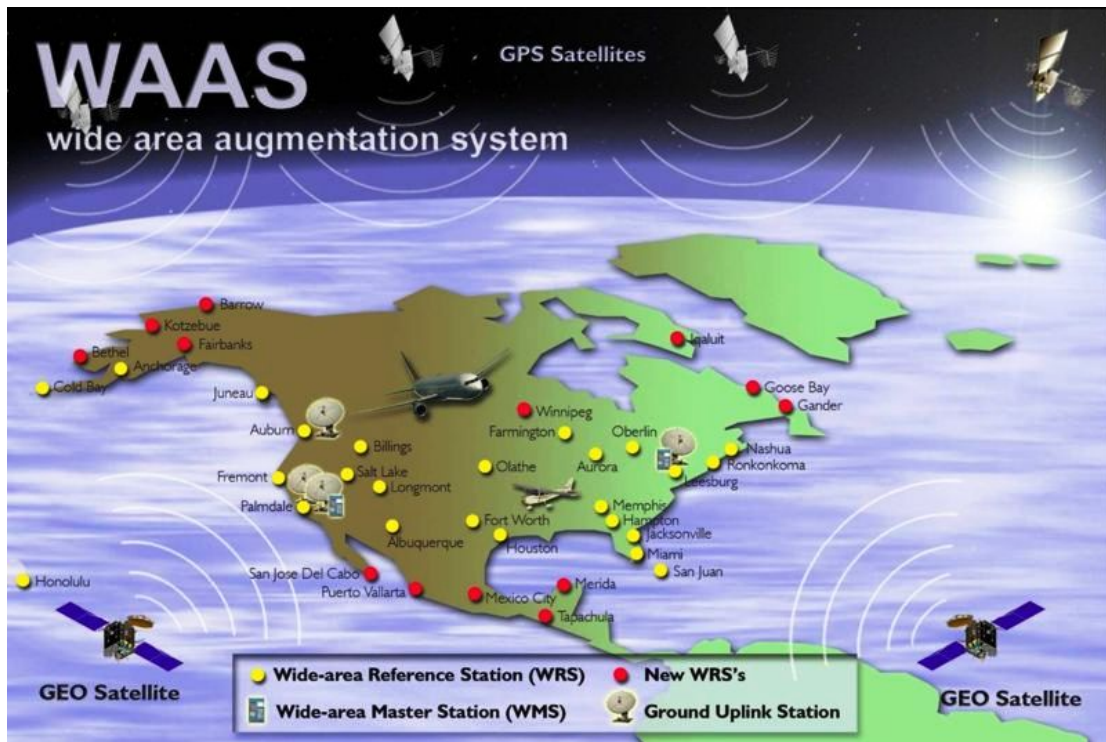 WAAS
wide area augmentation system
GPS Satellites
Barrow
Kotzebue
Fairbanks
Bethel
Anchorage
Cold Bay
Juneau
Iqaluit
Goose Bay
Gander
Winnipeg
Auburn
Farmington
Oberlin
Billings
Nashua
Aurora
Ronkonkoma
Olathe
Fremont
Salt Lake
Leesburg
Longmont
Palmdale
Memphis
Fort Worth
Hampton
Albuquerque
Houston
Jacksonville
Miami
San Jose Del Cabo
San Juan
Honolulu
Puerto Vallarta
Merida
Mexico City
Tapachula
GEO Satellite
GEO Satellite
Wide-area Reference Station (WRS)
New WRS's
Wide-area Master Station (WMS)
Ground Uplink Station